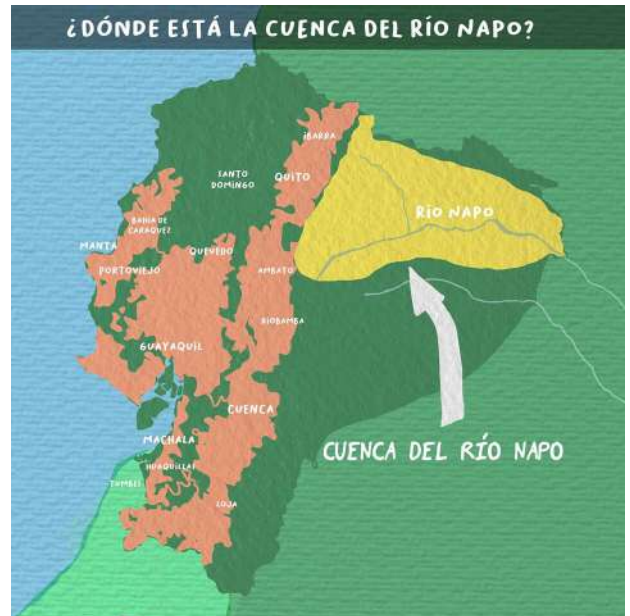 ¿DÓNDE ESTÁ LA CUENCA DEL RÍO NAPO?
iBARRA
SANTO
DOMINGO
QUITO
RÍO NAPO
BAHÍA DE
CARAQUEZ
MANTA
QUEVEDO
PORTOVIEJO
AMBATO
RIOBAMBA
GUAYAQUIL
CUENCA
MACHALA
CUENCA DEL RÍO NAPO
HUAQUILLAS
TUMBES
LOJA